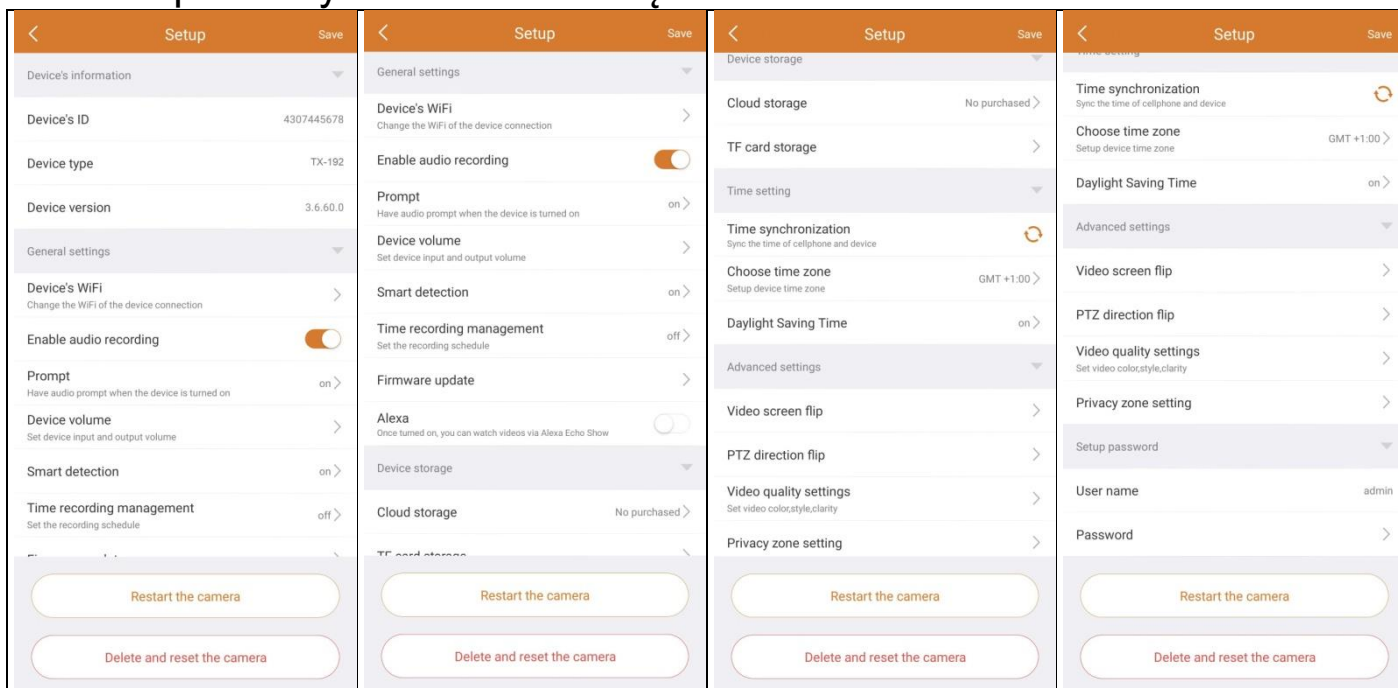 Setup
Save
Device's information
Device's ID
4307445678
Device type
TX-192
Device version
3.6.60.0
General settings
Device's WiFi
Change the WiFi of the device connection
Enable audio recording
Prompt
on
Have audio prompt when the device is turned on
Device volume
Set device input and output volume
Smart detection
on
Time recording management
off
Set the recording schedule
Restart the camera
Delete and reset the camera
Setup
Save
General settings
Device's WiFi
Change the WiFi of the device connection
Enable audio recording
Prompt
on
Have audio prompt when the device is turned on
Device volume
Set device input and output volume
Smart detection
on
Time recording management
off
Set the recording schedule
Firmware update
Alexa
Once turned on, you can watch videos via Alexa Echo Show
Device storage
Cloud storage
No purchased
TF card storage
Restart the camera
Delete and reset the camera
Setup
Save
Device storage
Cloud storage
No purchased
TF card storage
Time setting
Time synchronization
Sync the time of cellphone and device
Choose time zone
GMT +1:00
Setup device time zone
Daylight Saving Time
on
Advanced settings
Video screen flip
PTZ direction flip
Video quality settings
Set video color,style,clarity
Privacy zone setting
Restart the camera
Delete and reset the camera
Setup
Save
Time setting
Time synchronization
Sync the time of cellphone and device
Choose time zone
GMT +1:00
Setup device time zone
Daylight Saving Time
on
Advanced settings
Video screen flip
PTZ direction flip
Video quality settings
Set video color,style,clarity
Privacy zone setting
Setup password
User name
admin
Password
Restart the camera
Delete and reset the camera